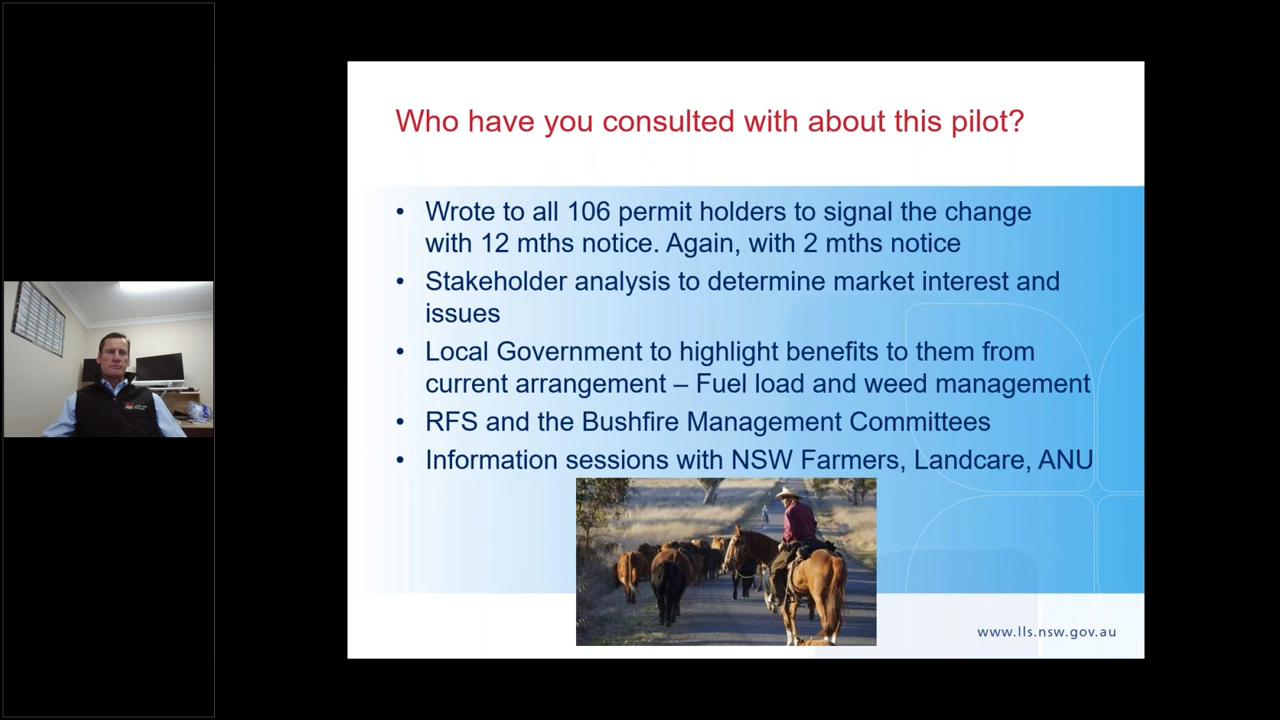 Who have you consulted with about this pilot?
• Wrote to all 106 permit holders to signal the change
with 12 mths notice. Again, with 2 mths notice
• Stakeholder analysis to determine market interest and
issues
• Local Government to highlight benefits to them from
current arrangement – Fuel load and weed management
• RFS and the Bushfire Management Committees
• Information sessions with NSW Farmers, Landcare, ANU
www.lls.nsw.gov.au